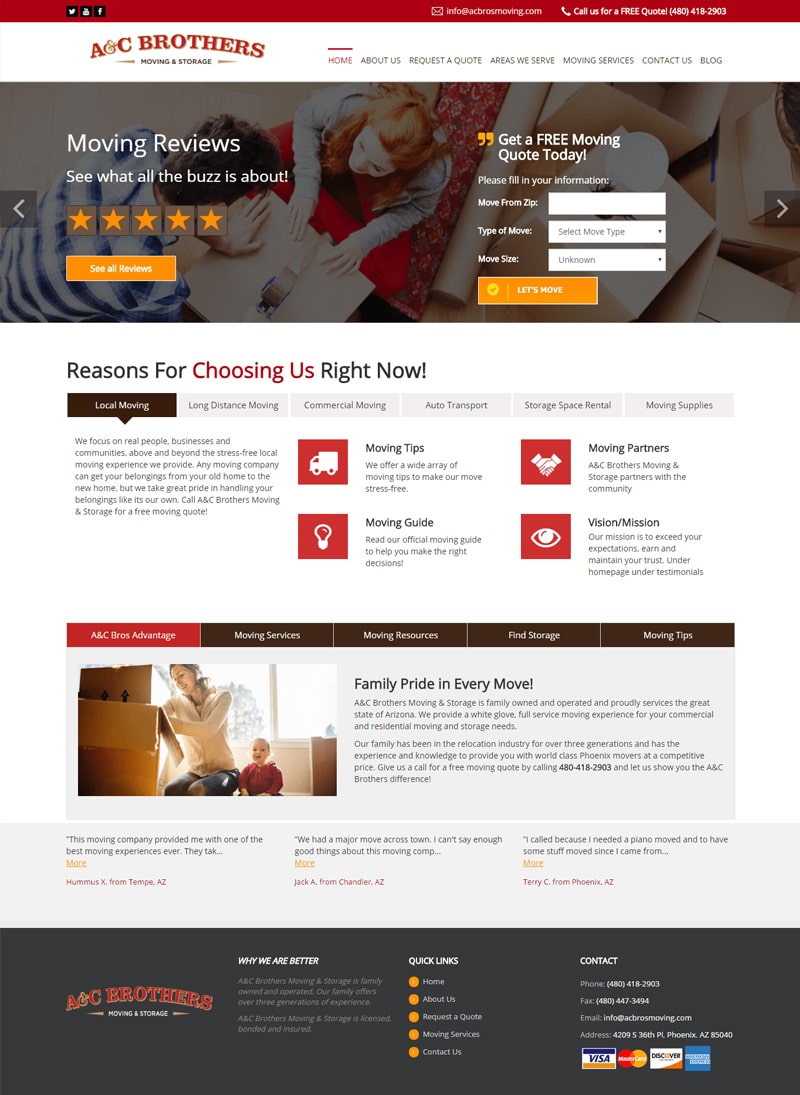 info@acbrosmoving.com
Call us for a FREE Quote! (480) 418-2903
A&C BROTHERS
MOVING & STORAGE
HOME ABOUT US REQUEST A QUOTE AREAS WE SERVE MOVING SERVICES CONTACT US BLOG
Moving Reviews
See what all the buzz is about!
See all Reviews
Get a FREE Moving
Quote Today!
Please fill in your information:
Move From Zip:
Type of Move: Select Move Type
Move Size: Unknown
LET'S MOVE
Reasons For Choosing Us Right Now!
Local Moving Long Distance Moving Commercial Moving Auto Transport Storage Space Rental Moving Supplies
We focus on real people, businesses and
communities, above and beyond the stress-free local
moving experience we provide. Any moving company
can get your belongings from your old home to the
new home, but we take great pride in handling your
belongings like its our own. Call A&C Brothers Moving
& Storage for a free moving quote!
Moving Tips
We offer a wide array of
moving tips to make our move
stress-free.
Moving Partners
A&C Brothers Moving &
Storage partners with the
community
Moving Guide
Read our official moving guide
to help you make the right
decisions!
Vision/Mission
Our mission is to exceed your
expectations, earn and
maintain your trust. Under
homepage under testimonials
A&C Bros Advantage Moving Services Moving Resources Find Storage Moving Tips
Family Pride in Every Move!
A&C Brothers Moving & Storage is family owned and operated and proudly services the great
state of Arizona. We provide a white glove, full service moving experience for your commercial
and residential moving and storage needs.
Our family has been in the relocation industry for over three generations and has the
experience and knowledge to provide you with world class Phoenix movers at a competitive
price. Give us a call for a free moving quote by calling 480-418-2903 and let us show you the A&C
Brothers difference!
"This moving company provided me with one of the
best moving experiences ever. They tak...
More
Hummus X. from Tempe, AZ
"We had a major move across town. I can't say enough
good things about this moving comp...
More
Jack A. from Chandler, AZ
"I called because I needed a piano moved and to have
some stuff moved since I came from...
More
Terry C. from Phoenix, AZ
A&C BROTHERS
MOVING & STORAGE
WHY WE ARE BETTER
A&C Brothers Moving & Storage is family
owned and operated. Our family offers
over three generations of experience.
A&C Brothers Moving & Storage is licensed,
bonded and insured.
QUICK LINKS
Home
About Us
Request a Quote
Moving Services
Contact Us
CONTACT
Phone: (480) 418-2903
Fax: (480) 447-3494
Email: info@acbrosmoving.com
Address: 4209 S 36th Pl, Phoenix. AZ 85040
VISA MasterCard DISCOVER AMERICAN EXPRESS